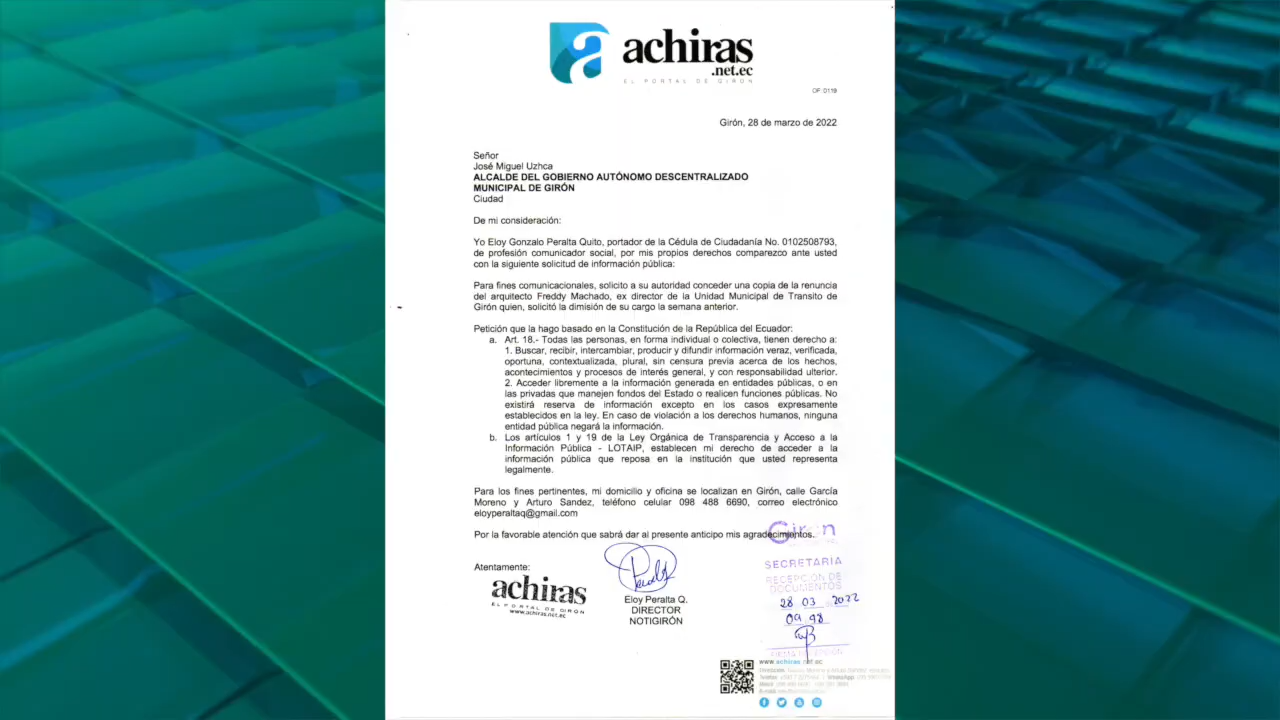 achiras
.net.ec
EL PORTAL DE GIRÓN
OF: 0119
Girón, 28 de marzo de 2022
Señor
José Miguel Uzhca
ALCALDE DEL GOBIERNO AUTÓNOMO DESCENTRALIZADO
MUNICIPAL DE GIRÓN
Ciudad
De mi consideración:
Yo Eloy Gonzalo Peralta Quito, portador de la Cédula de Ciudadanía No. 0102508793,
de profesión comunicador social, por mis propios derechos comparezco ante usted
con la siguiente solicitud de información pública:
Para fines comunicacionales, solicito a su autoridad conceder una copia de la renuncia
del arquitecto Freddy Machado, ex director de la Unidad Municipal de Transito de
Girón quien, solicitó la dimisión de su cargo la semana anterior.
Petición que la hago basado en la Constitución de la República del Ecuador:
a. Art. 18.- Todas las personas, en forma individual o colectiva, tienen derecho a:
1. Buscar, recibir, intercambiar, producir y difundir información veraz, verificada,
oportuna, contextualizada, plural, sin censura previa acerca de los hechos,
acontecimientos y procesos de interés general, y con responsabilidad ulterior.
2. Acceder libremente a la información generada en entidades públicas, o en
las privadas que manejen fondos del Estado o realicen funciones públicas. No
existirá reserva de información excepto en los casos expresamente
establecidos en la ley. En caso de violación a los derechos humanos, ninguna
entidad pública negará la información.
b. Los artículos 1 y 19 de la Ley Orgánica de Transparencia y Acceso a la
Información Pública - LOTAIP, establecen mi derecho de acceder a la
información pública que reposa en la institución que usted representa
legalmente.
Para los fines pertinentes, mi domicilio y oficina se localizan en Girón, calle García
Moreno y Arturo Sandez, teléfono celular 098 488 6690, correo electrónico
eloyperaltaq@gmail.com
Por la favorable atención que sabrá dar al presente anticipo mis agradecimientos.
Girón
Atentamente:
achiras
EL PORTAL DE GIRÓN
www.achiras.net.ec
Eloy Peralta Q.
DIRECTOR
NOTIGIRÓN
SECRETARÍA
RECEPCIÓN DE
DOCUMENTOS
28 03 2022
09 48
www.achiras.net.ec